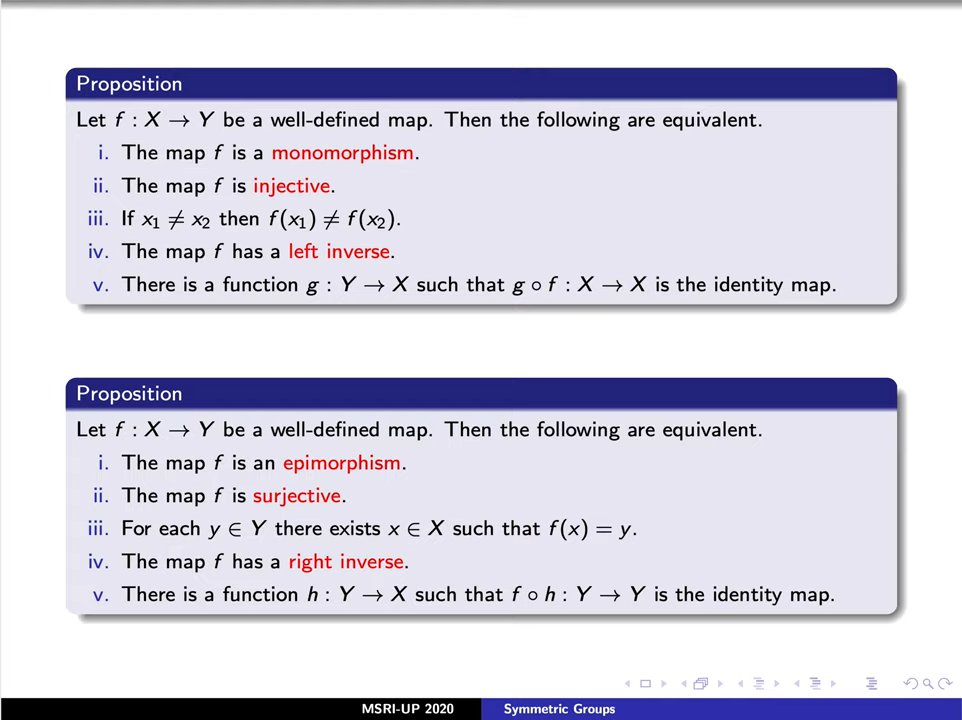 Proposition
Let f : X → Y be a well-defined map. Then the following are equivalent.
i. The map f is a monomorphism.
ii. The map f is injective.
iii. If x₁ ≠ x₂ then f(x₁) ≠ f(x₂).
iv. The map f has a left inverse.
v. There is a function g : Y → X such that g ∘ f : X → X is the identity map.
Proposition
Let f : X → Y be a well-defined map. Then the following are equivalent.
i. The map f is an epimorphism.
ii. The map f is surjective.
iii. For each y ∈ Y there exists x ∈ X such that f(x) = y.
iv. The map f has a right inverse.
v. There is a function h : Y → X such that f ∘ h : Y → Y is the identity map.
MSRI-UP 2020 Symmetric Groups